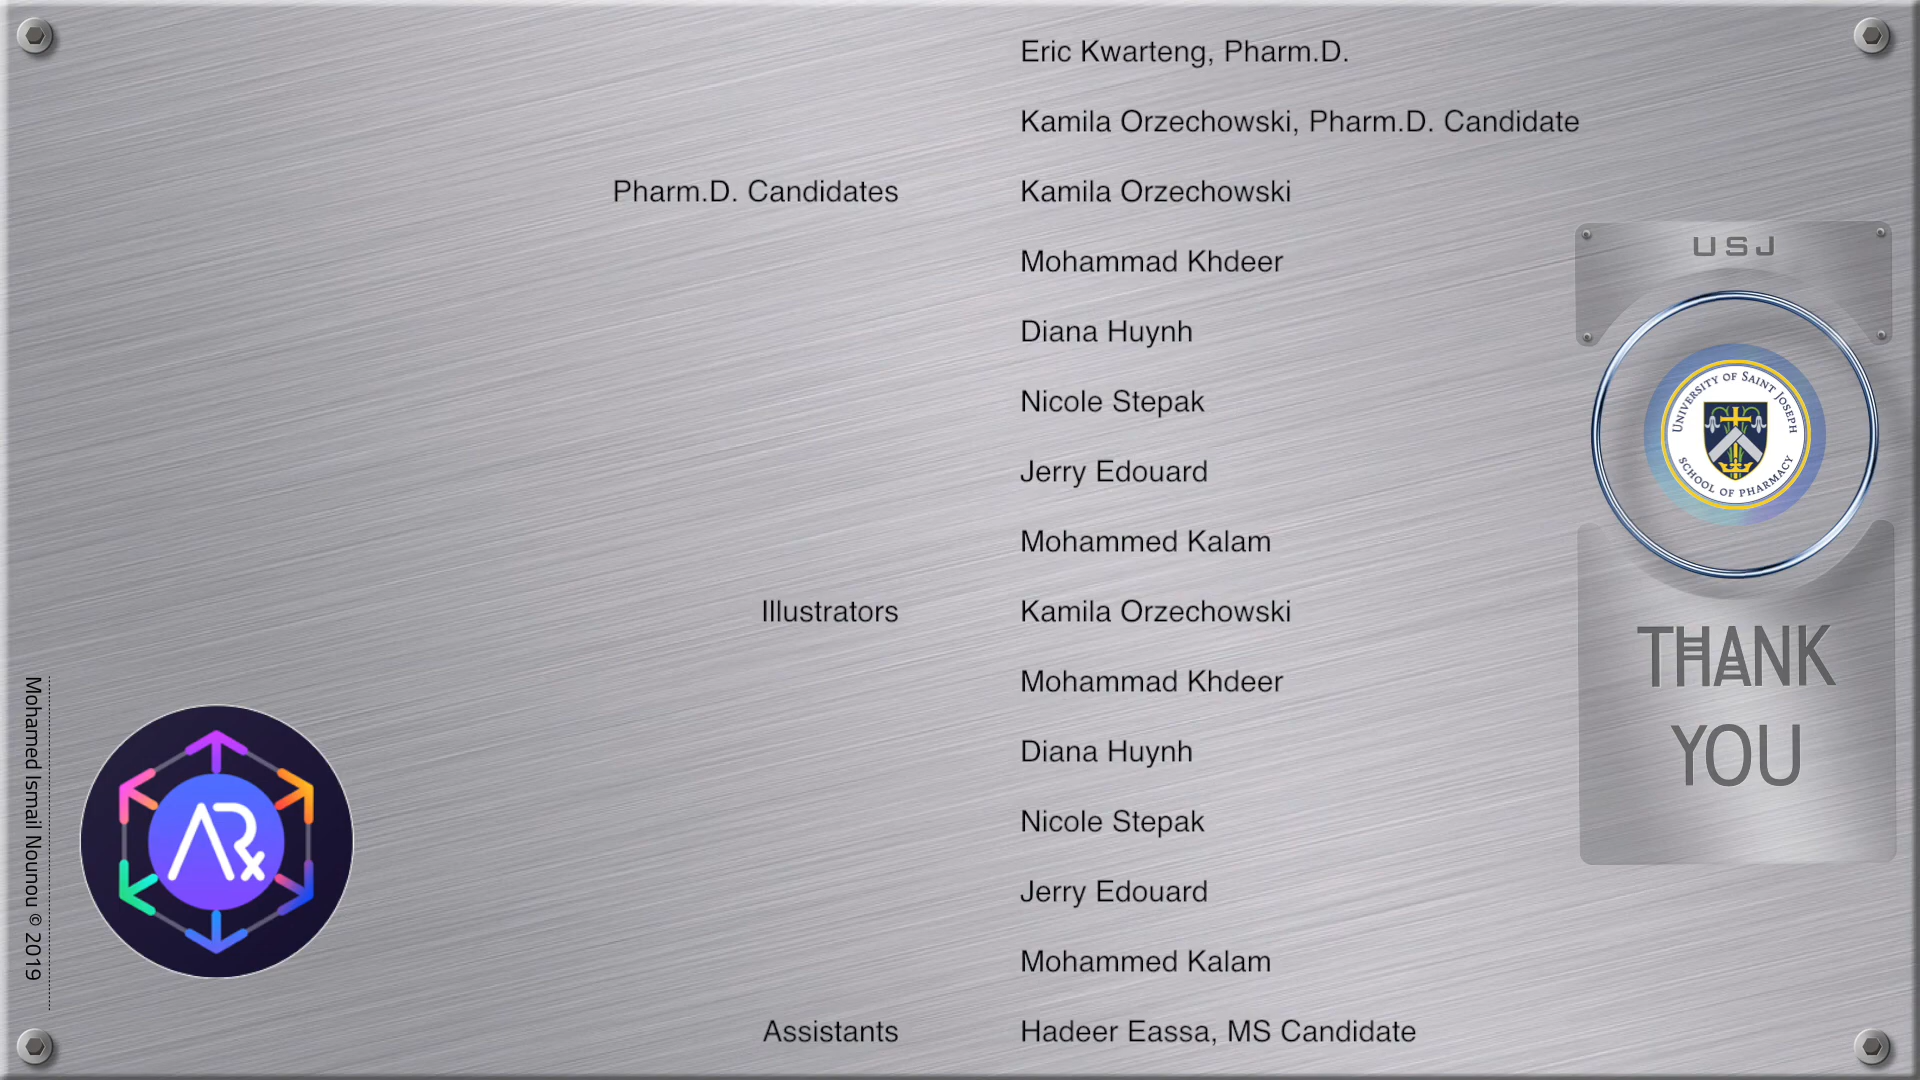 Eric Kwarteng, Pharm.D.
Kamila Orzechowski, Pharm.D. Candidate
Pharm.D. Candidates Kamila Orzechowski
Mohammad Khdeer
Diana Huynh
Nicole Stepak
Jerry Edouard
Mohammed Kalam
Illustrators Kamila Orzechowski
Mohammad Khdeer
Diana Huynh
Nicole Stepak
Jerry Edouard
Mohammed Kalam
Assistants Hadeer Eassa, MS Candidate
USJ
UNIVERSITY OF SAINT JOSEPH
SCHOOL OF PHARMACY
THANK
YOU
ARx
Mohamed Ismail Nounou © 2019